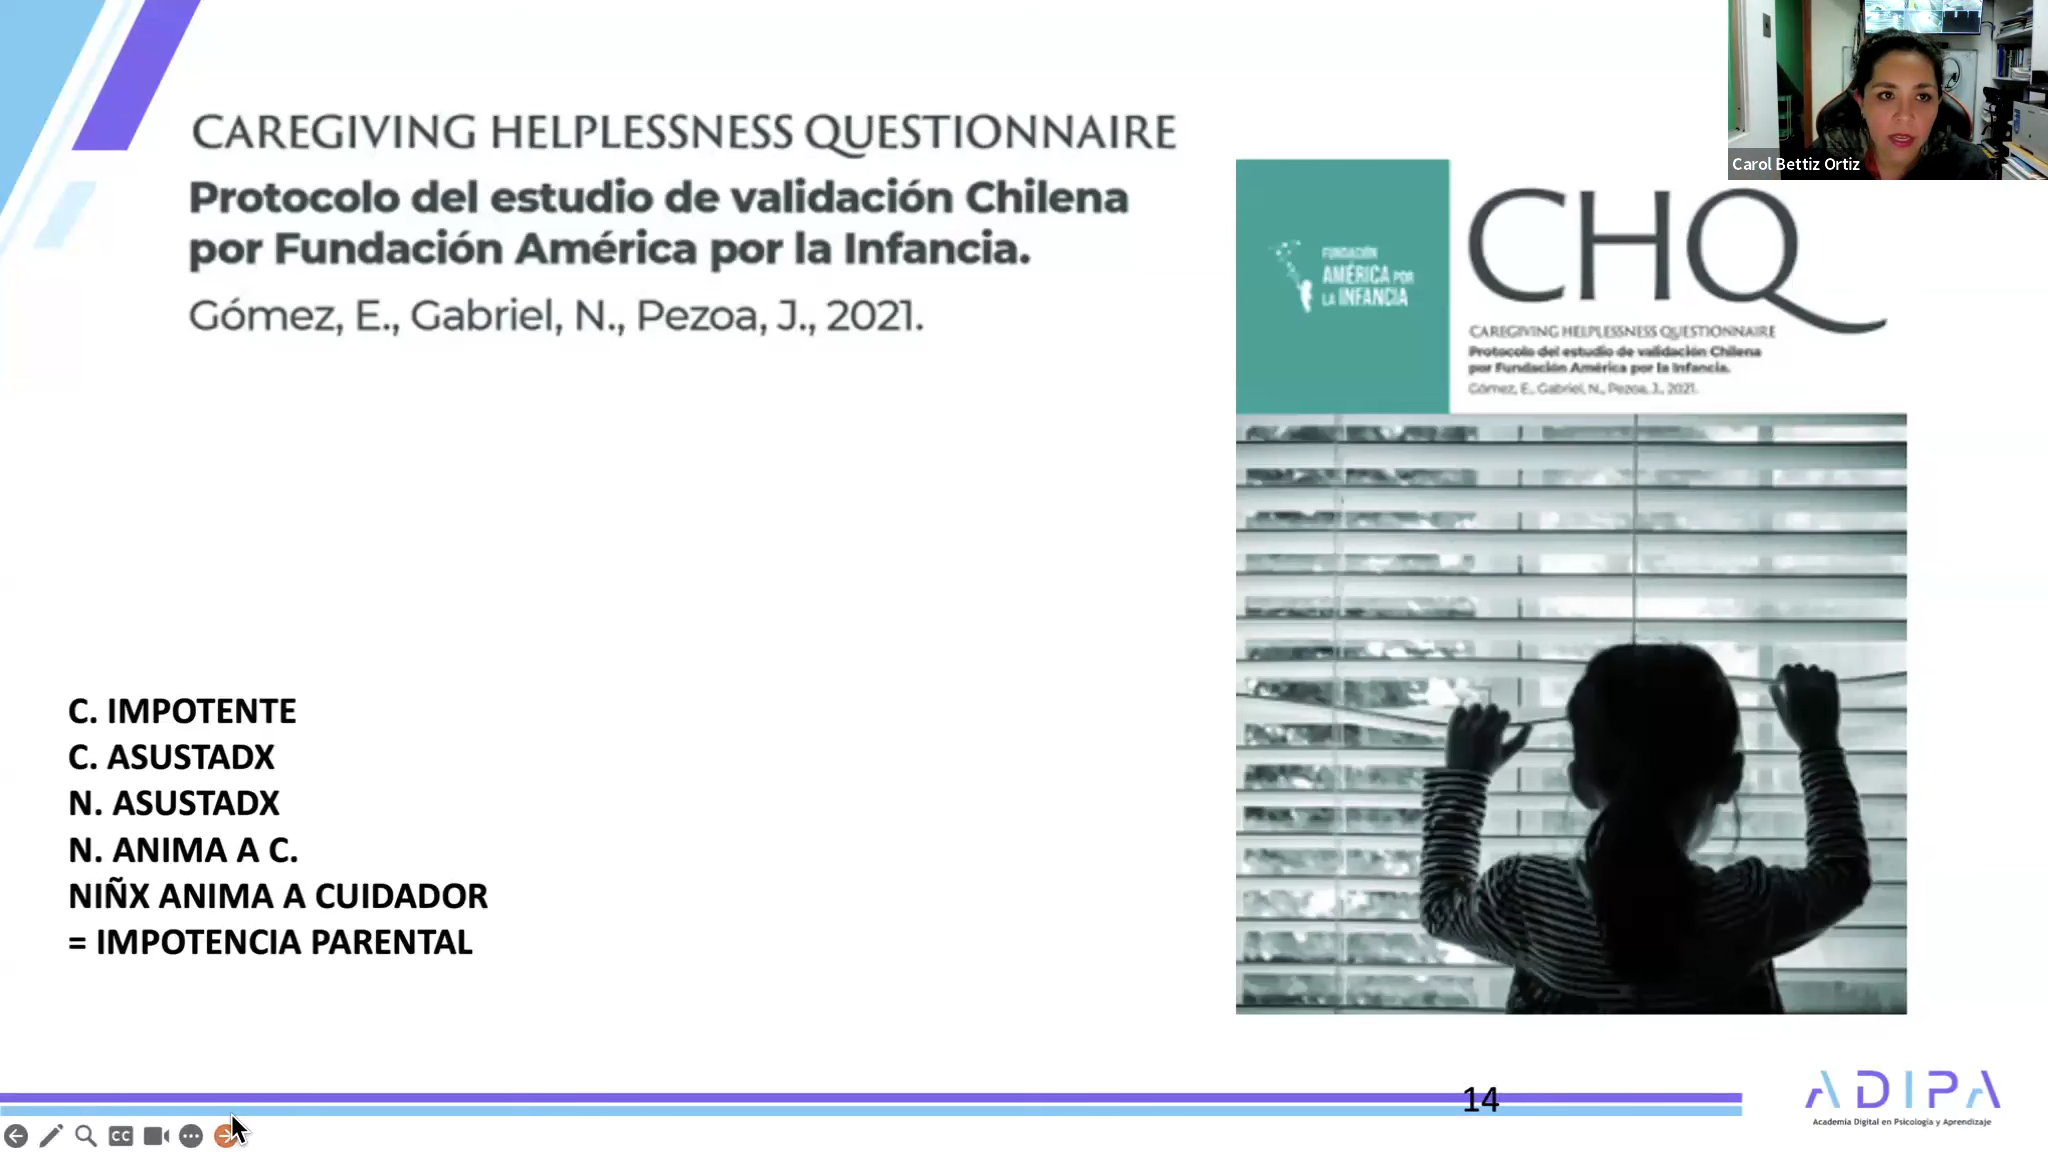 CAREGIVING HELPLESSNESS QUESTIONNAIRE
Protocolo del estudio de validación Chilena
por Fundación América por la Infancia.
Gómez, E., Gabriel, N., Pezoa, J., 2021.
Carol Bettiz Ortiz
FUNDACIÓN
AMÉRICA POR
LA INFANCIA
CHQ
CAREGIVING HELPLESSNESS QUESTIONNAIRE
Protocolo del estudio de validación Chilena
por Fundación América por la Infancia.
Gómez, E., Gabriel, N., Pezoa, J., 2021.
C. IMPOTENTE
C. ASUSTADX
N. ASUSTADX
N. ANIMA A C.
NIÑX ANIMA A CUIDADOR
= IMPOTENCIA PARENTAL
14
ADIPA
Academia Digital en Psicología y Aprendizaje
CC